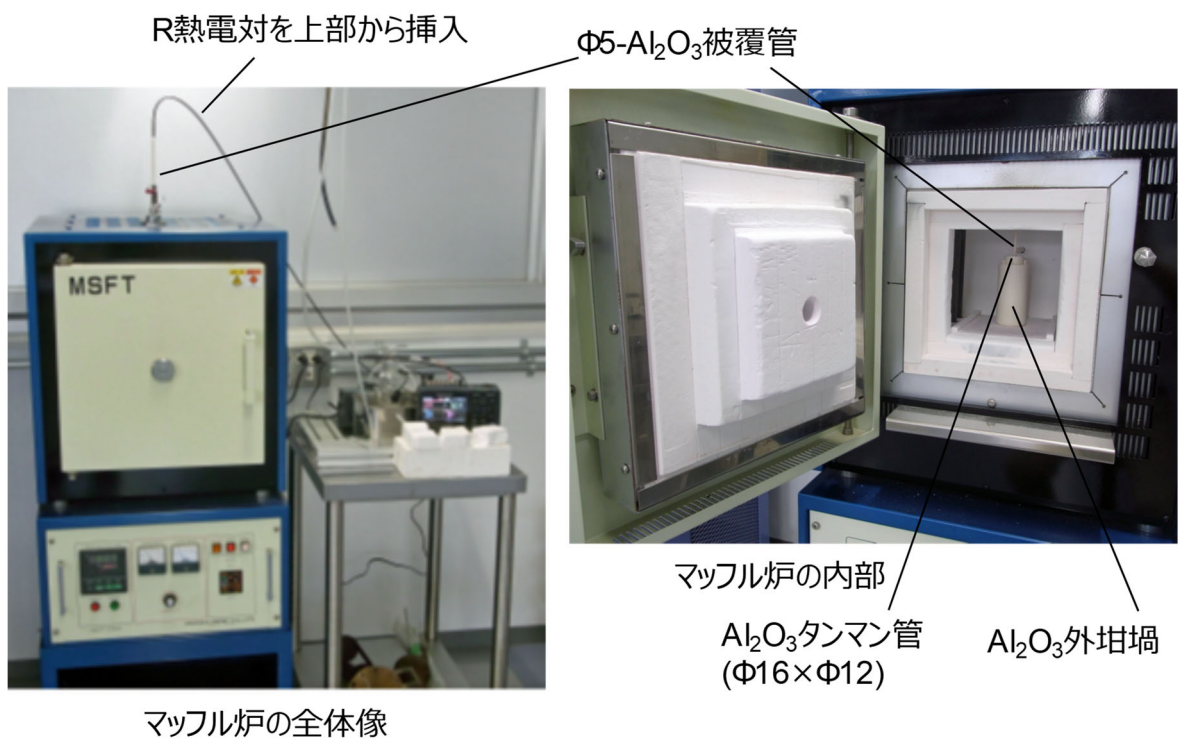 R熱電対を上部から挿入
Φ5-Al₂O₃被覆管
MSFT
マッフル炉の内部
Al₂O₃タンマン管
(Φ16×Φ12)
Al₂O₃外坩堝
マッフル炉の全体像